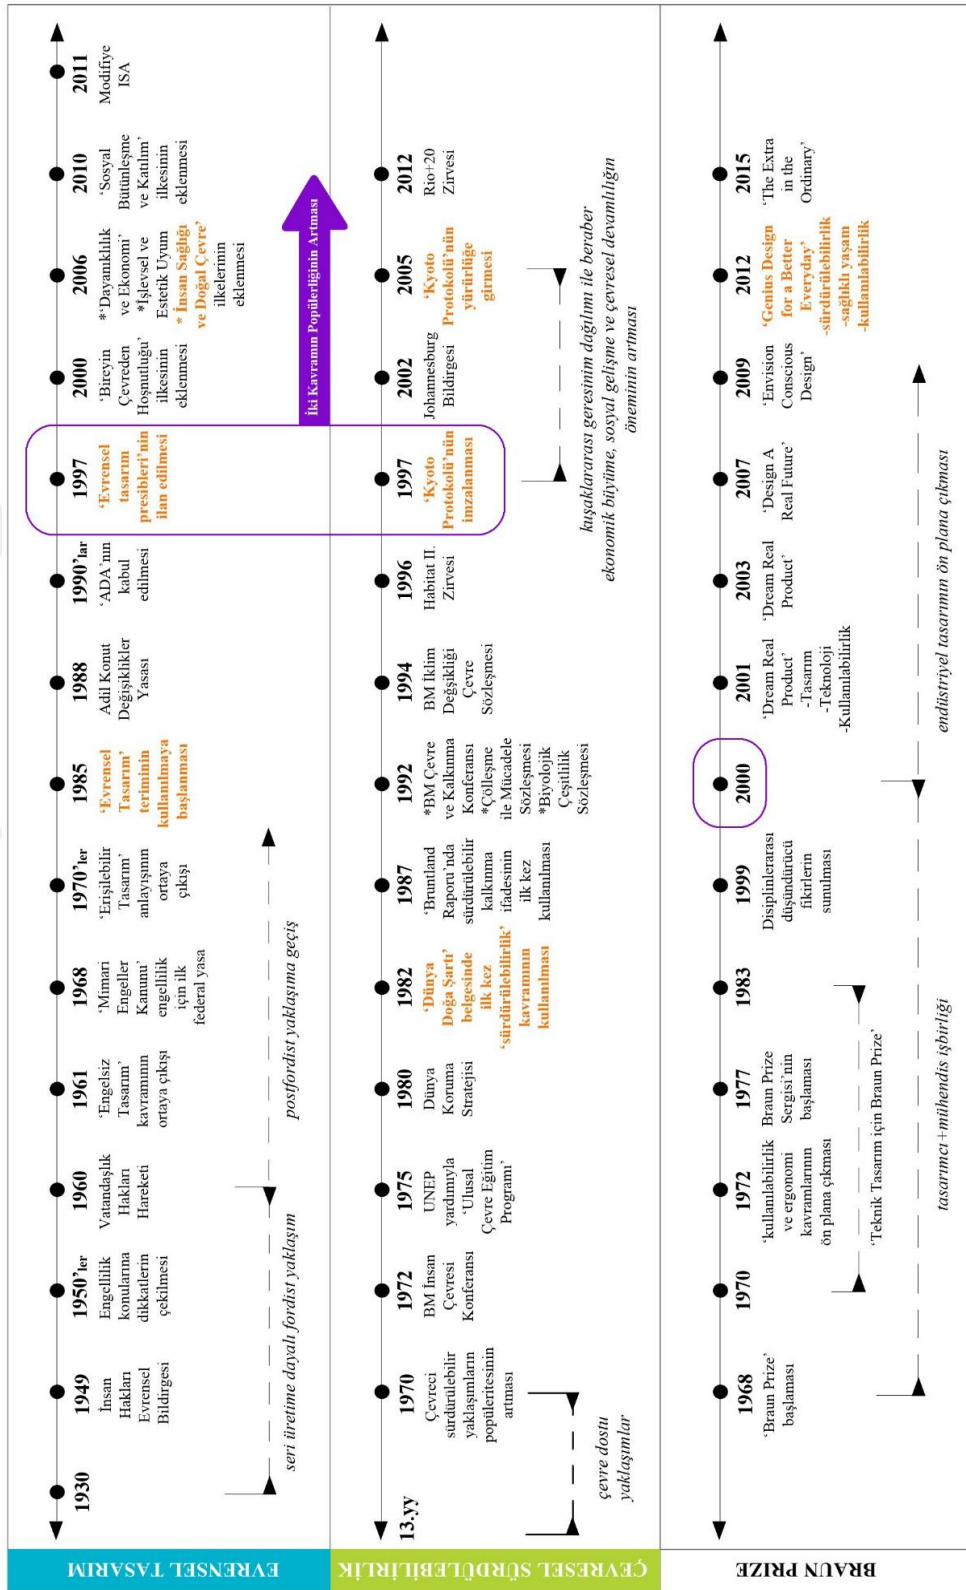 EVRENSEL TASARIM
1930
1949
İnsan
Hakları
Evrensel
Bildirgesi
1950’ler
Engellilik
konularına
dikkatlerin
çekilmesi
1960
Vatandaşlık
Hakları
Hareketi
1961
‘Engelsiz
Tasarım’
kavramının
ortaya çıkışı
1968
‘Mimari
Engeller
Kanunu’
engellilik
için ilk
federal yasa
1970’ler
‘Erişilebilir
Tasarım’
anlayışının
ortaya
çıkışı
1985
‘Evrensel
Tasarım’
teriminin
kullanılmaya
başlanması
1988
Adil Konut
Değişiklikler
Yasası
1990’lar
‘ADA’nın
kabul
edilmesi
1997
‘Evrensel
tasarım
presibleri’nin
ilan edilmesi
2000
‘Bireyin
Çevreden
Hoşnutluğu’
ilkesinin
eklenmesi
2006
*‘Dayanıklılık
ve Ekonomi’
*İşlevsel ve
Estetik Uyum
* İnsan Sağlığı
ve Doğal Çevre’
ilkelerinin
eklenmesi
2010
‘Sosyal
Bütünleşme
ve Katılım’
ilkesinin
eklenmesi
2011
Modifiye
ISA
seri üretime dayalı fordist yaklaşım
postfordist yaklaşıma geçiş
İki Kavramın Popülerliğinin Artması
ÇEVRESEL SÜRDÜLEBİLİRLİK
13.yy
1970
Çevreci
sürdürülebilir
yaklaşımların
popüleritesinin
artması
1972
BM İnsan
Çevresi
Konferansı
1975
UNEP
yardımıyla
‘Ulusal
Çevre Eğitim
Programı’
1980
Dünya
Koruma
Stratejisi
1982
‘Dünya
Doğa Şartı’
belgesinde
ilk kez
‘sürdürülebilirlik’
kavramının
kullanılması
1987
‘Bruntland
Raporu’nda
sürdürülebilir
kalkınma
ifadesinin
ilk kez
kullanılması
1992
*BM Çevre
ve Kalkınma
Konferansı
*Çölleşme
ile Mücadele
Sözleşmesi
*Biyolojik
Çeşitlilik
Sözleşmesi
1994
BM İklim
Değşikliği
Çevre
Sözleşmesi
1996
Habitat II.
Zirvesi
1997
‘Kyoto
Protokolü’nün
imzalanması
2002
Johannesburg
Bildirgesi
2005
‘Kyoto
Protokolü’nün
yürürlüğe
girmesi
2012
Rio+20
Zirvesi
çevre dostu
yaklaşımlar
kuşaklararası geresinim dağılımı ile beraber
ekonomik büyüme, sosyal gelişme ve çevresel devamlılığın
öneminin artması
BRAUN PRIZE
1968
‘Braun Prize’
başlaması
1970
1972
‘kullanılabilirlik
ve ergonomi
kavramlarının
ön plana çıkması
1977
Braun Prize
Sergisi’nin
başlaması
1983
1999
Disiplinlerarası
düşündürücü
fikirlerin
sunulması
2000
2001
‘Dream Real
Product’
-Tasarım
-Teknoloji
-Kullanılabilirlik
2003
‘Dream Real
Product’
2007
‘Design A
Real Future’
2009
‘Envision
Conscious
Design’
2012
‘Genius Design
for a Better
Everyday’
-sürdürülebilirlik
-sağlıklı yaşam
-kullanılabilirlik
2015
‘The Extra
in the
Ordinary’
‘Teknik Tasarım için Braun Prize’
tasarımcı+mühendis işbirliği
endüstriyel tasarımın ön plana çıkması